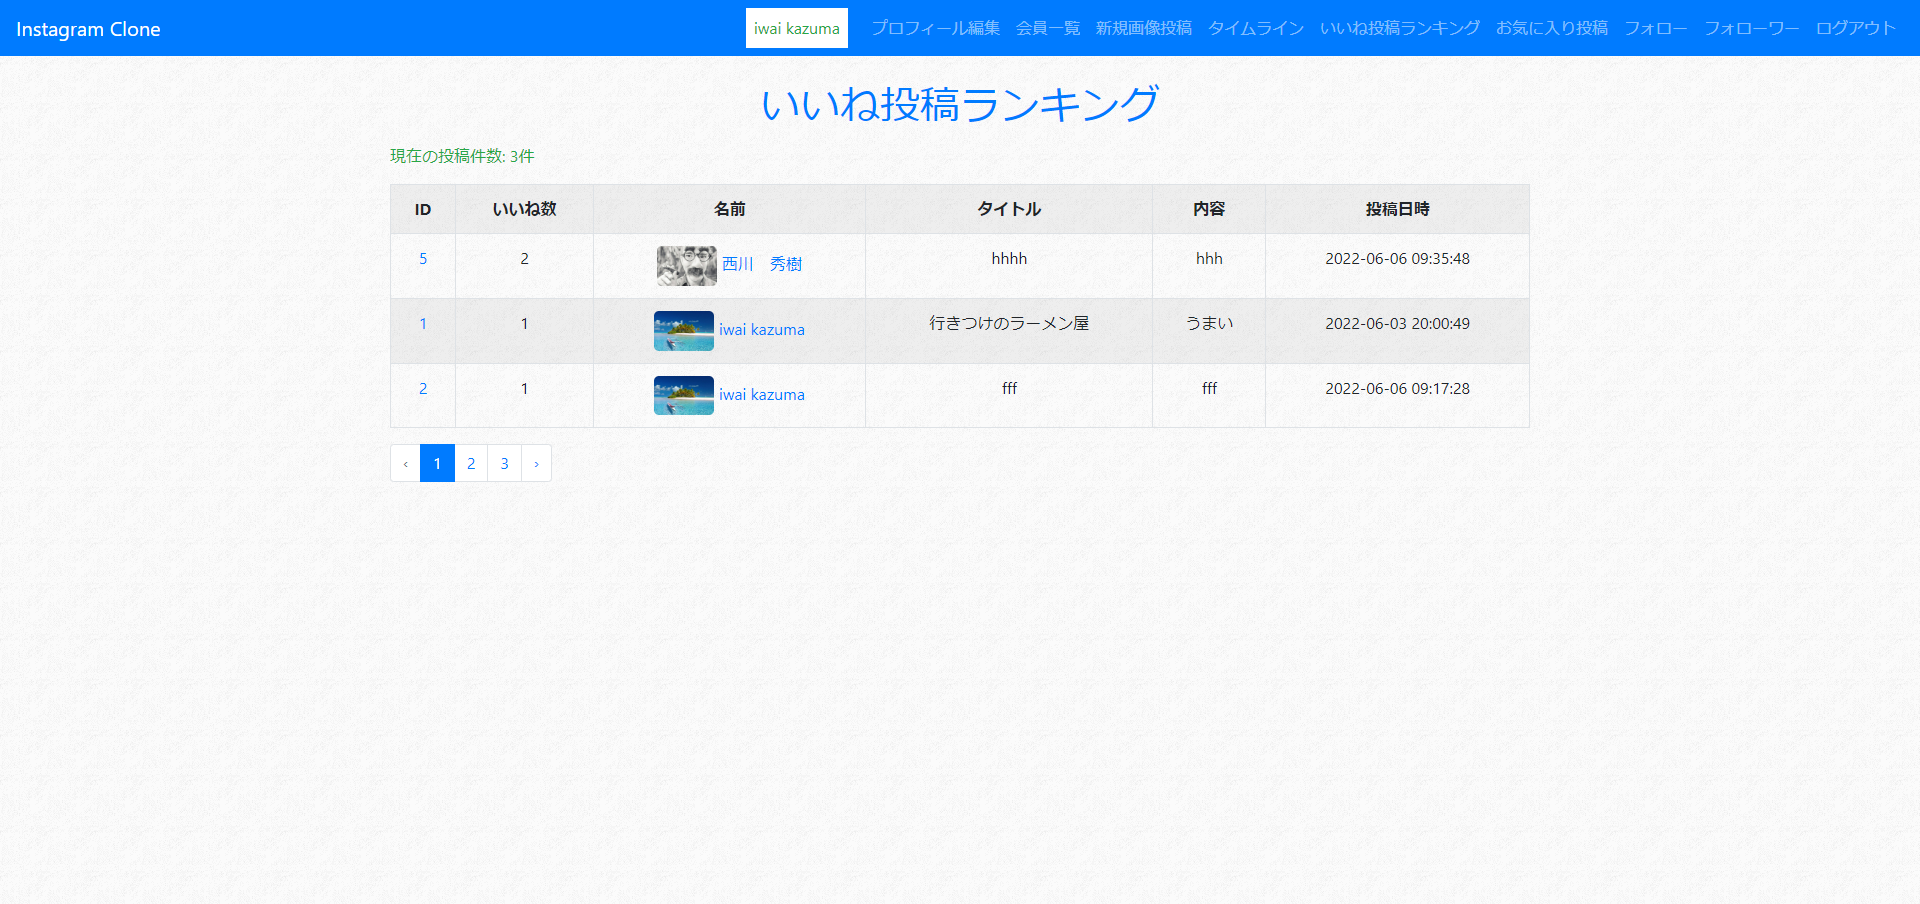 Instagram Clone iwai kazuma プロフィール編集 会員一覧 新規画像投稿 タイムライン いいね投稿ランキング お気に入り投稿 フォロー フォローワー ログアウト
いいね投稿ランキング
現在の投稿件数: 3件
ID いいね数 名前 タイトル 内容 投稿日時
5 2 西川　秀樹 hhhh hhh 2022-06-06 09:35:48
1 1 iwai kazuma 行きつけのラーメン屋 うまい 2022-06-03 20:00:49
2 1 iwai kazuma fff fff 2022-06-06 09:17:28
‹ 1 2 3 ›